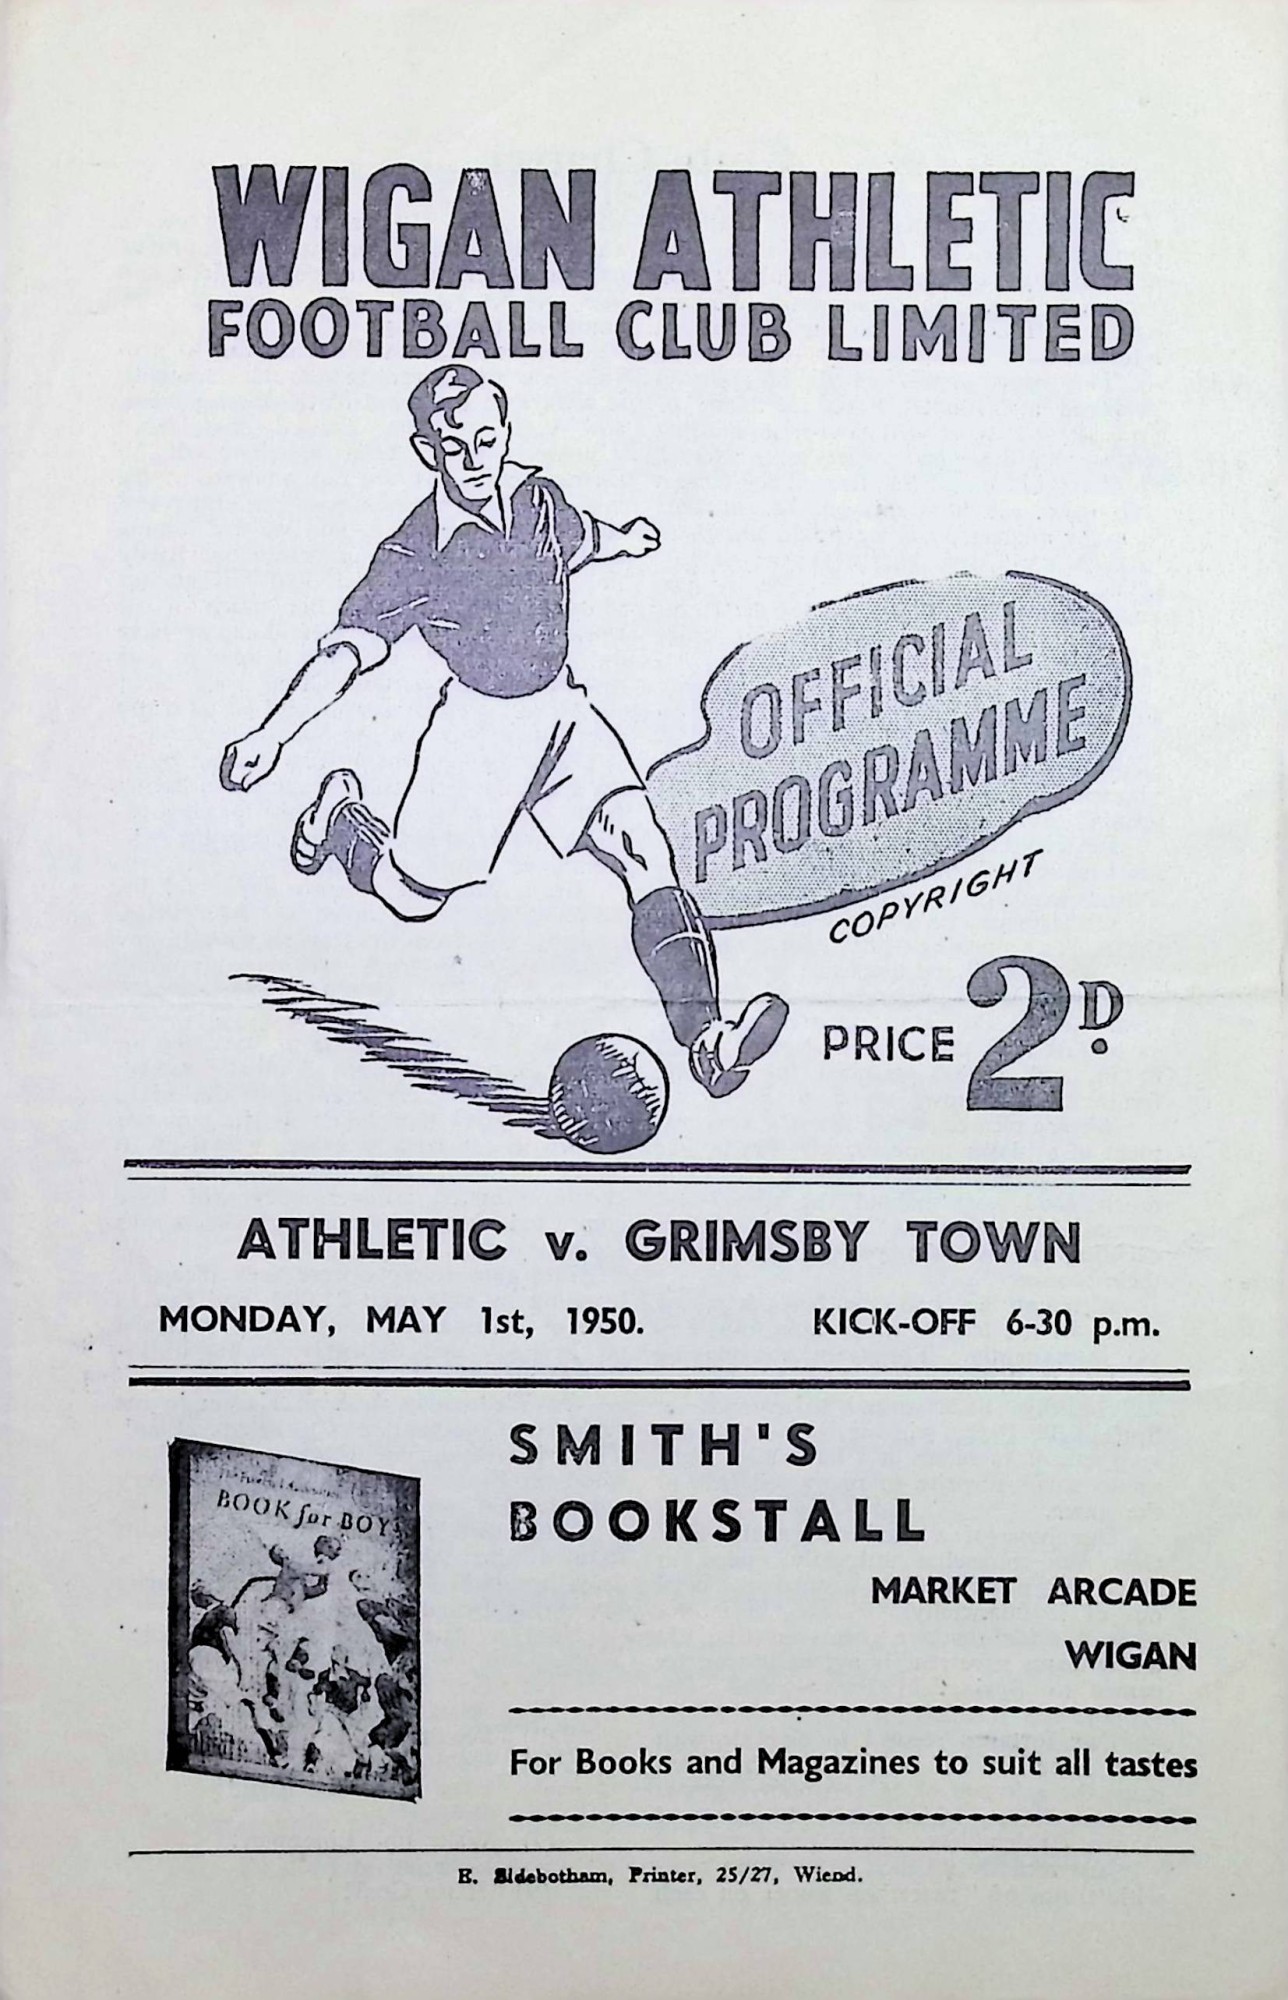 WIGAN ATHLETIC
FOOTBALL CLUB LIMITED
OFFICIAL
PROGRAMME
COPYRIGHT
PRICE 2D.
ATHLETIC v. GRIMSBY TOWN
MONDAY, MAY 1st, 1950. KICK-OFF 6-30 p.m.
SMITH'S
BOOKSTALL
MARKET ARCADE
WIGAN
BOOK for BOYS
For Books and Magazines to suit all tastes
E. Sidebotham, Printer, 25/27, Wiend.